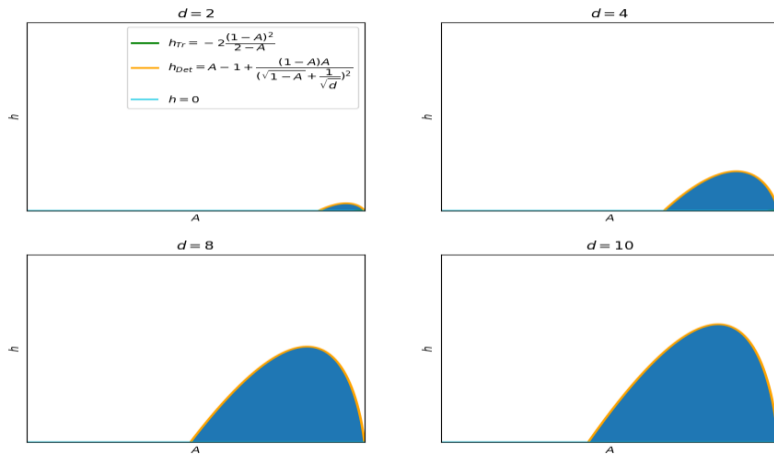 d = 2
d = 4
h_{Tr} = -2\frac{(1-A)^2}{2-A}
h_{Det} = A - 1 + \frac{(1-A)A}{(\sqrt{1-A}+\frac{1}{\sqrt{d}})^2}
h = 0
h
h
A
A
d = 8
d = 10
h
h
A
A